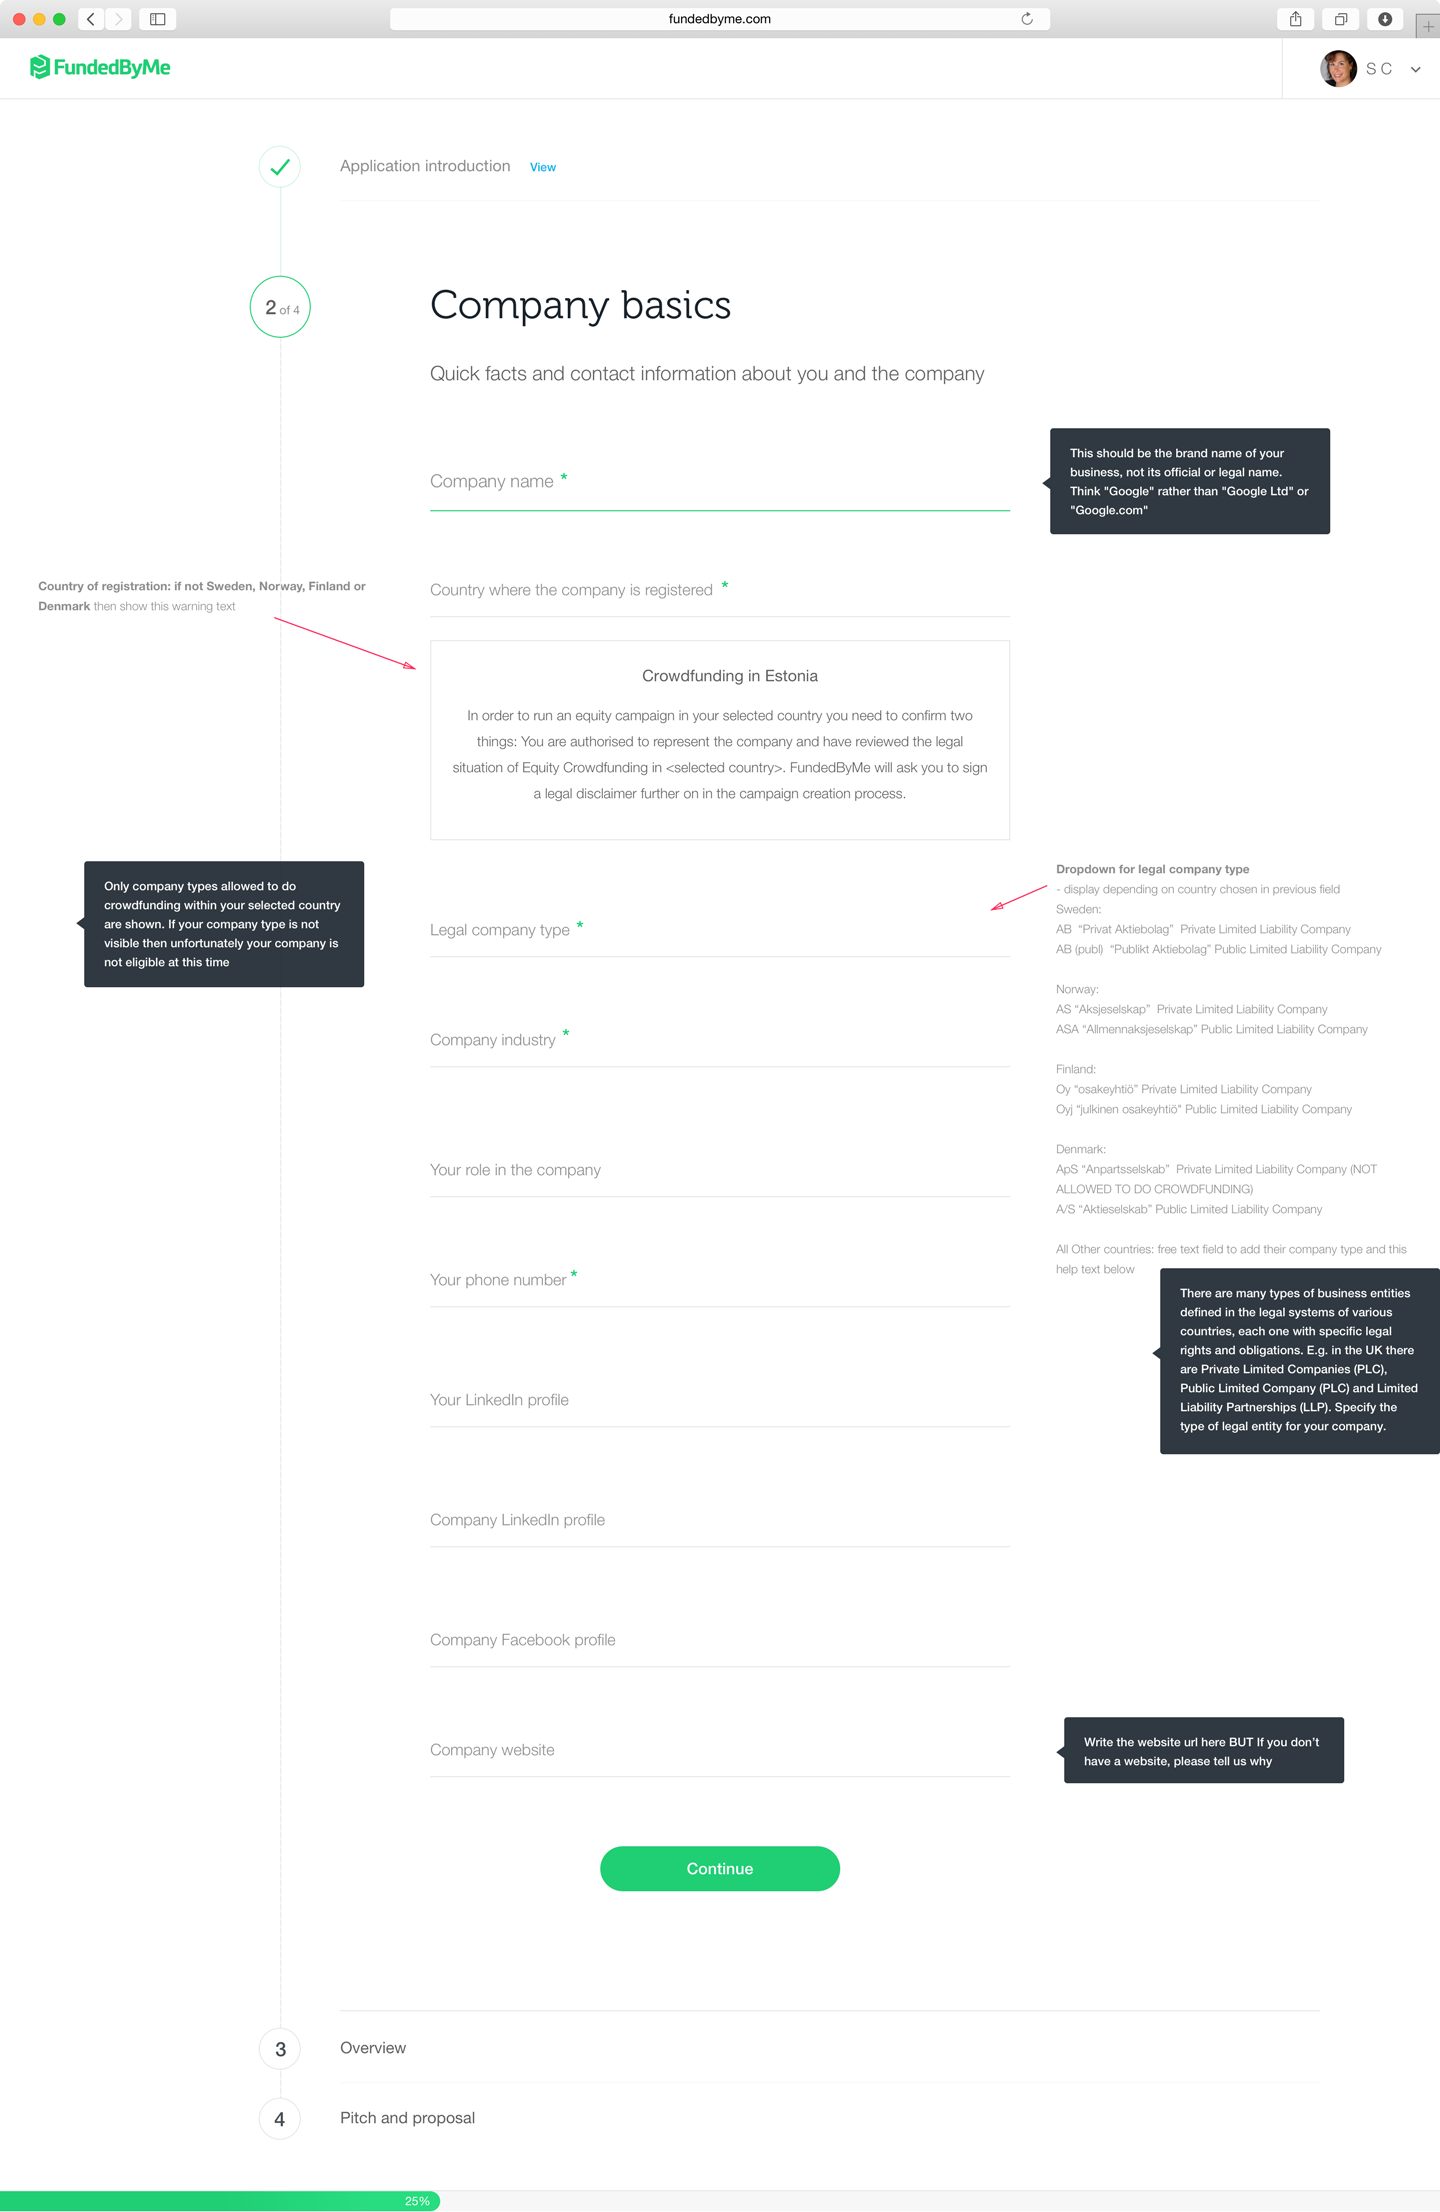 fundedbyme.com
FundedByMe
S C
Application introduction View
2 of 4
Company basics
Quick facts and contact information about you and the company
Company name *
This should be the brand name of your
business, not its official or legal name.
Think "Google" rather than "Google Ltd" or
"Google.com"
Country of registration: if not Sweden, Norway, Finland or
Denmark then show this warning text
Country where the company is registered *
Crowdfunding in Estonia
In order to run an equity campaign in your selected country you need to confirm two
things: You are authorised to represent the company and have reviewed the legal
situation of Equity Crowdfunding in <selected country>. FundedByMe will ask you to sign
a legal disclaimer further on in the campaign creation process.
Only company types allowed to do
crowdfunding within your selected country
are shown. If your company type is not
visible then unfortunately your company is
not eligible at this time
Legal company type *
Dropdown for legal company type
- display depending on country chosen in previous field
Sweden:
AB “Privat Aktiebolag” Private Limited Liability Company
AB (publ) “Publikt Aktiebolag” Public Limited Liability Company
Norway:
AS “Aksjeselskap” Private Limited Liability Company
ASA “Allmennaksjeselskap” Public Limited Liability Company
Finland:
Oy “osakeyhtiö” Private Limited Liability Company
Oyj “julkinen osakeyhtiö” Public Limited Liability Company
Denmark:
ApS “Anpartsselskab” Private Limited Liability Company (NOT
ALLOWED TO DO CROWDFUNDING)
A/S “Aktieselskab” Public Limited Liability Company
All Other countries: free text field to add their company type and this
help text below
There are many types of business entities
defined in the legal systems of various
countries, each one with specific legal
rights and obligations. E.g. in the UK there
are Private Limited Companies (PLC),
Public Limited Company (PLC) and Limited
Liability Partnerships (LLP). Specify the
type of legal entity for your company.
Company industry *
Your role in the company
Your phone number *
Your LinkedIn profile
Company LinkedIn profile
Company Facebook profile
Company website
Write the website url here BUT If you don’t
have a website, please tell us why
Continue
3 Overview
4 Pitch and proposal
25%